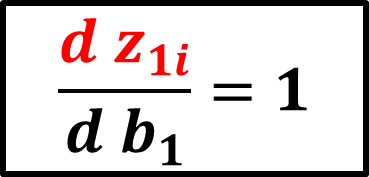 d z₁ᵢ
d b₁
= 1